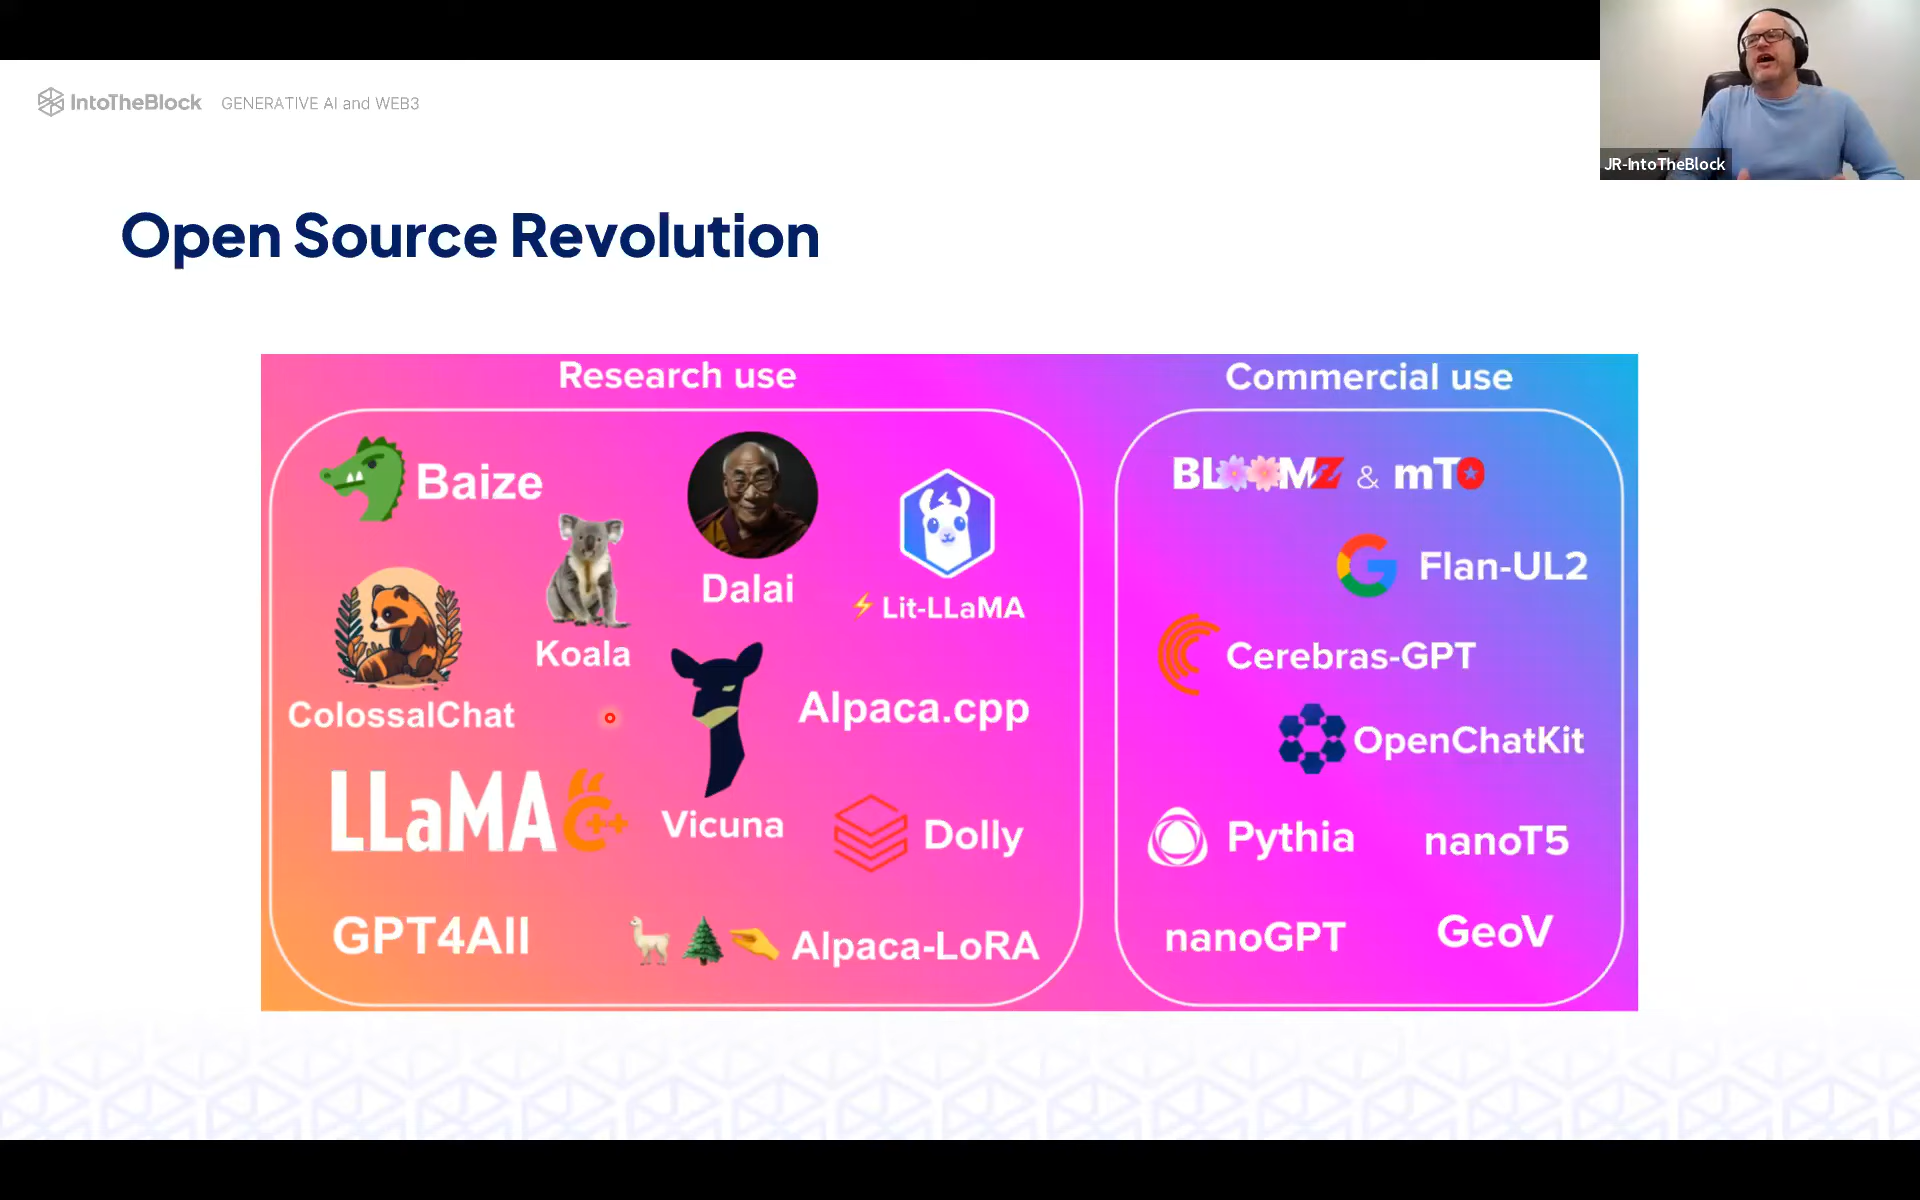 IntoTheBlock GENERATIVE AI and WEB3
JR-IntoTheBlock
Open Source Revolution
Research use
Baize
Dalai
Lit-LLaMA
Koala
ColossalChat
Alpaca.cpp
LLaMA C++
Vicuna
Dolly
GPT4All
Alpaca-LoRA
Commercial use
BLOOMZ & mT0
Flan-UL2
Cerebras-GPT
OpenChatKit
Pythia
nanoT5
nanoGPT
GeoV